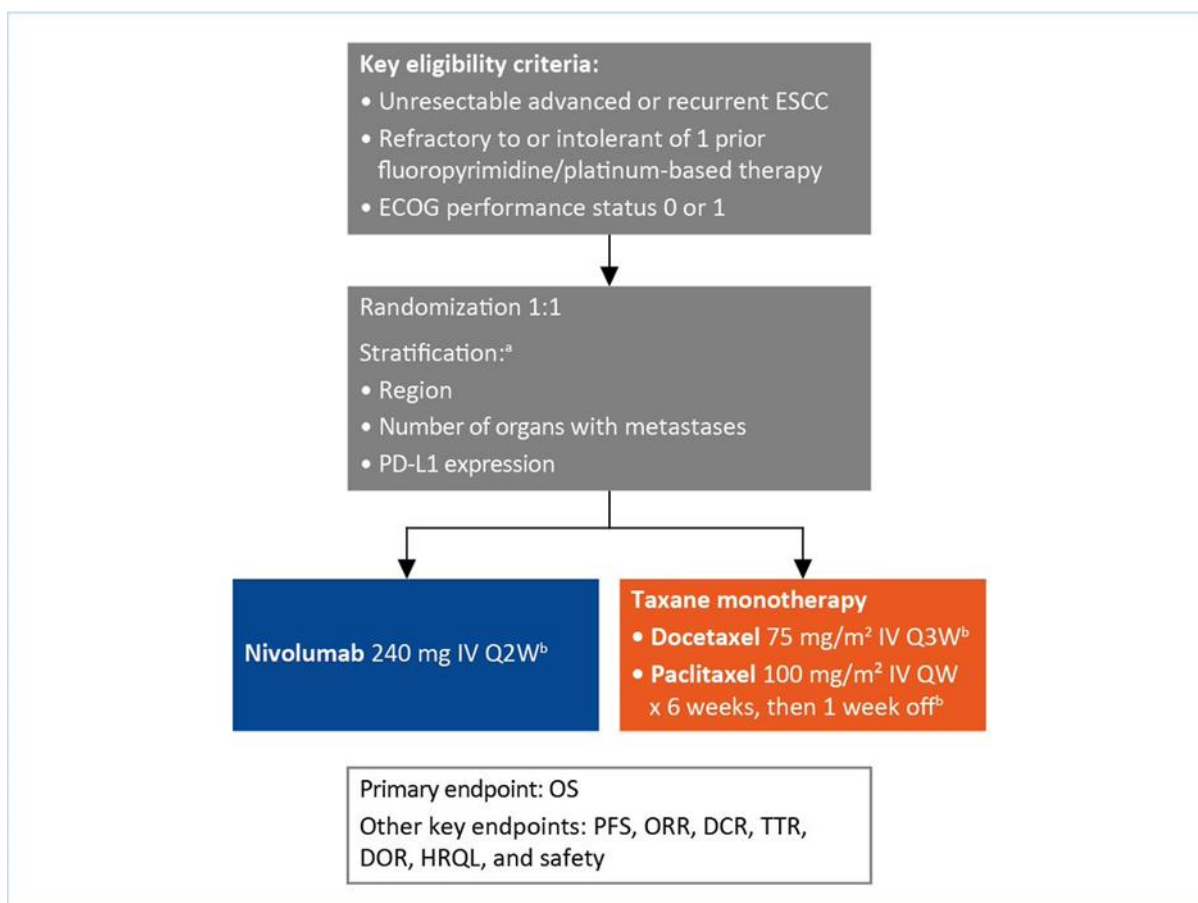 Key eligibility criteria:
• Unresectable advanced or recurrent ESCC
• Refractory to or intolerant of 1 prior
fluoropyrimidine/platinum-based therapy
• ECOG performance status 0 or 1
Randomization 1:1
Stratification:ᵃ
• Region
• Number of organs with metastases
• PD-L1 expression
Nivolumab 240 mg IV Q2Wᵇ
Taxane monotherapy
• Docetaxel 75 mg/m² IV Q3Wᵇ
• Paclitaxel 100 mg/m² IV QW
x 6 weeks, then 1 week offᵇ
Primary endpoint: OS
Other key endpoints: PFS, ORR, DCR, TTR,
DOR, HRQL, and safety